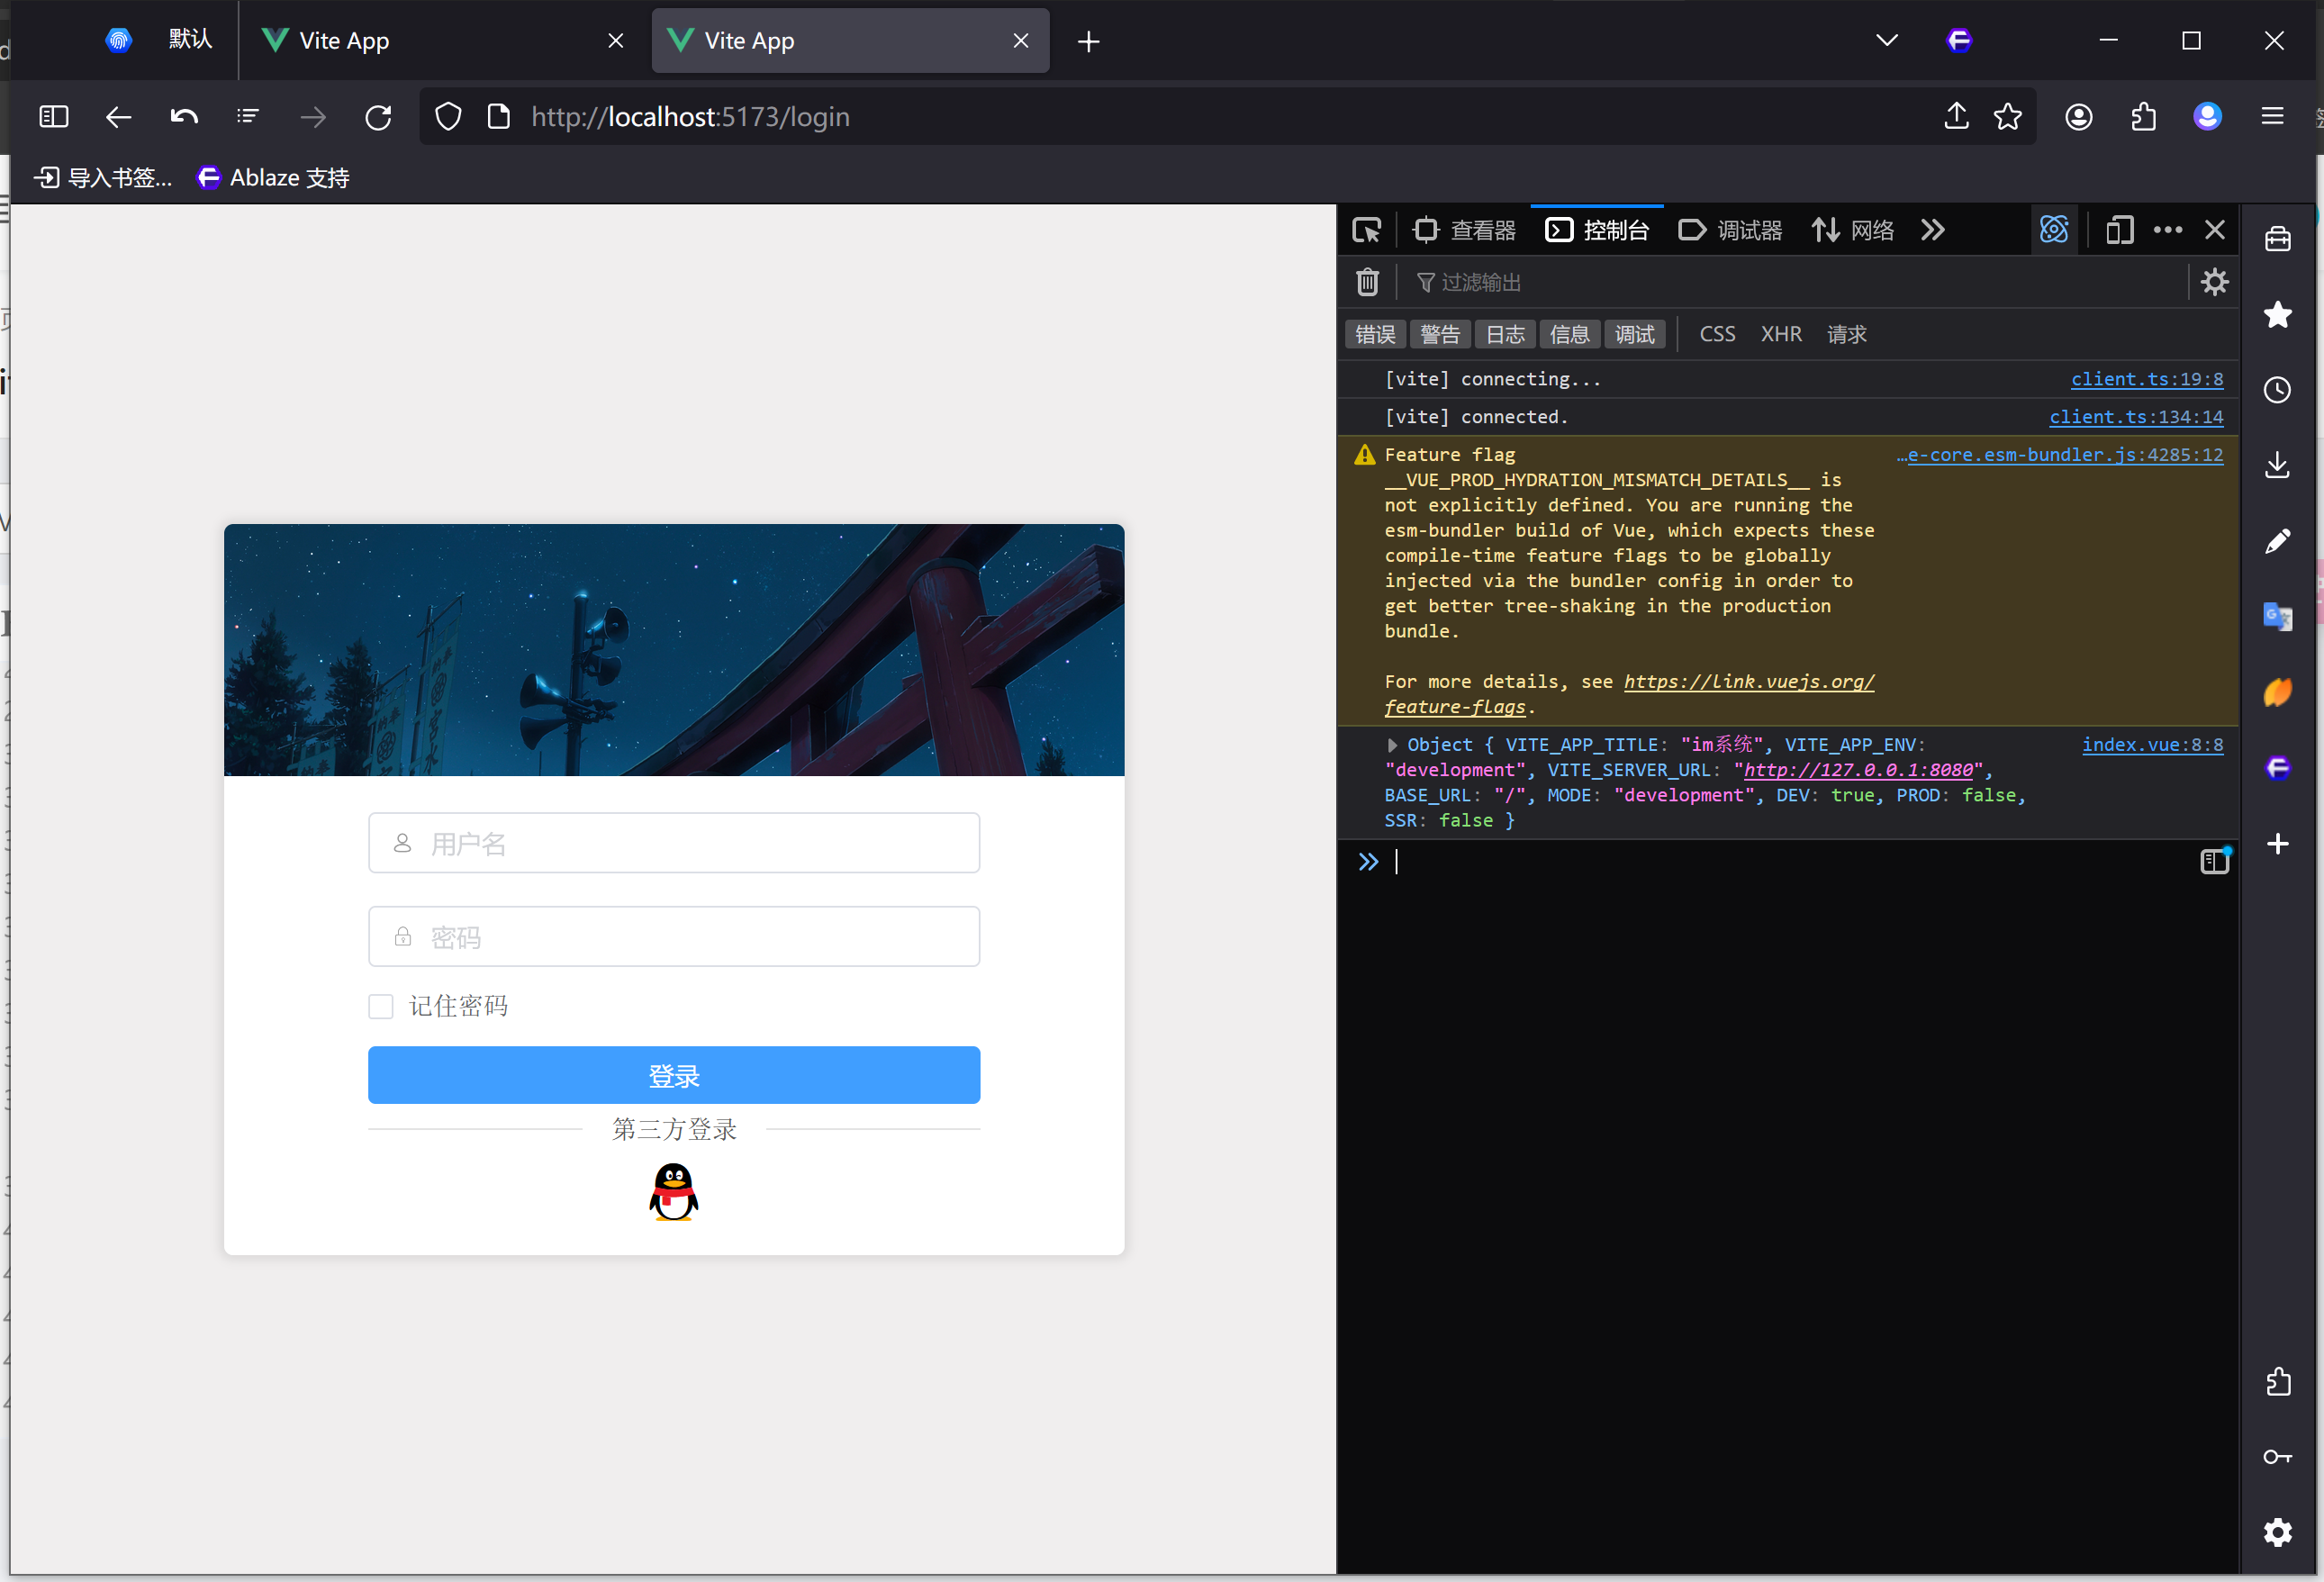 默认
Vite App
Vite App
http://localhost:5173/login
导入书签...
Ablaze 支持
查看器
控制台
调试器
网络
过滤输出
错误 警告 日志 信息 调试 CSS XHR 请求
[vite] connecting... client.ts:19:8
[vite] connected. client.ts:134:14
Feature flag …e-core.esm-bundler.js:4285:12
__VUE_PROD_HYDRATION_MISMATCH_DETAILS__ is
not explicitly defined. You are running the
esm-bundler build of Vue, which expects these
compile-time feature flags to be globally
injected via the bundler config in order to
get better tree-shaking in the production
bundle.
For more details, see https://link.vuejs.org/
feature-flags.
Object { VITE_APP_TITLE: "im系统", VITE_APP_ENV: index.vue:8:8
"development", VITE_SERVER_URL: "http://127.0.0.1:8080",
BASE_URL: "/", MODE: "development", DEV: true, PROD: false,
SSR: false }
用户名
密码
记住密码
登录
第三方登录